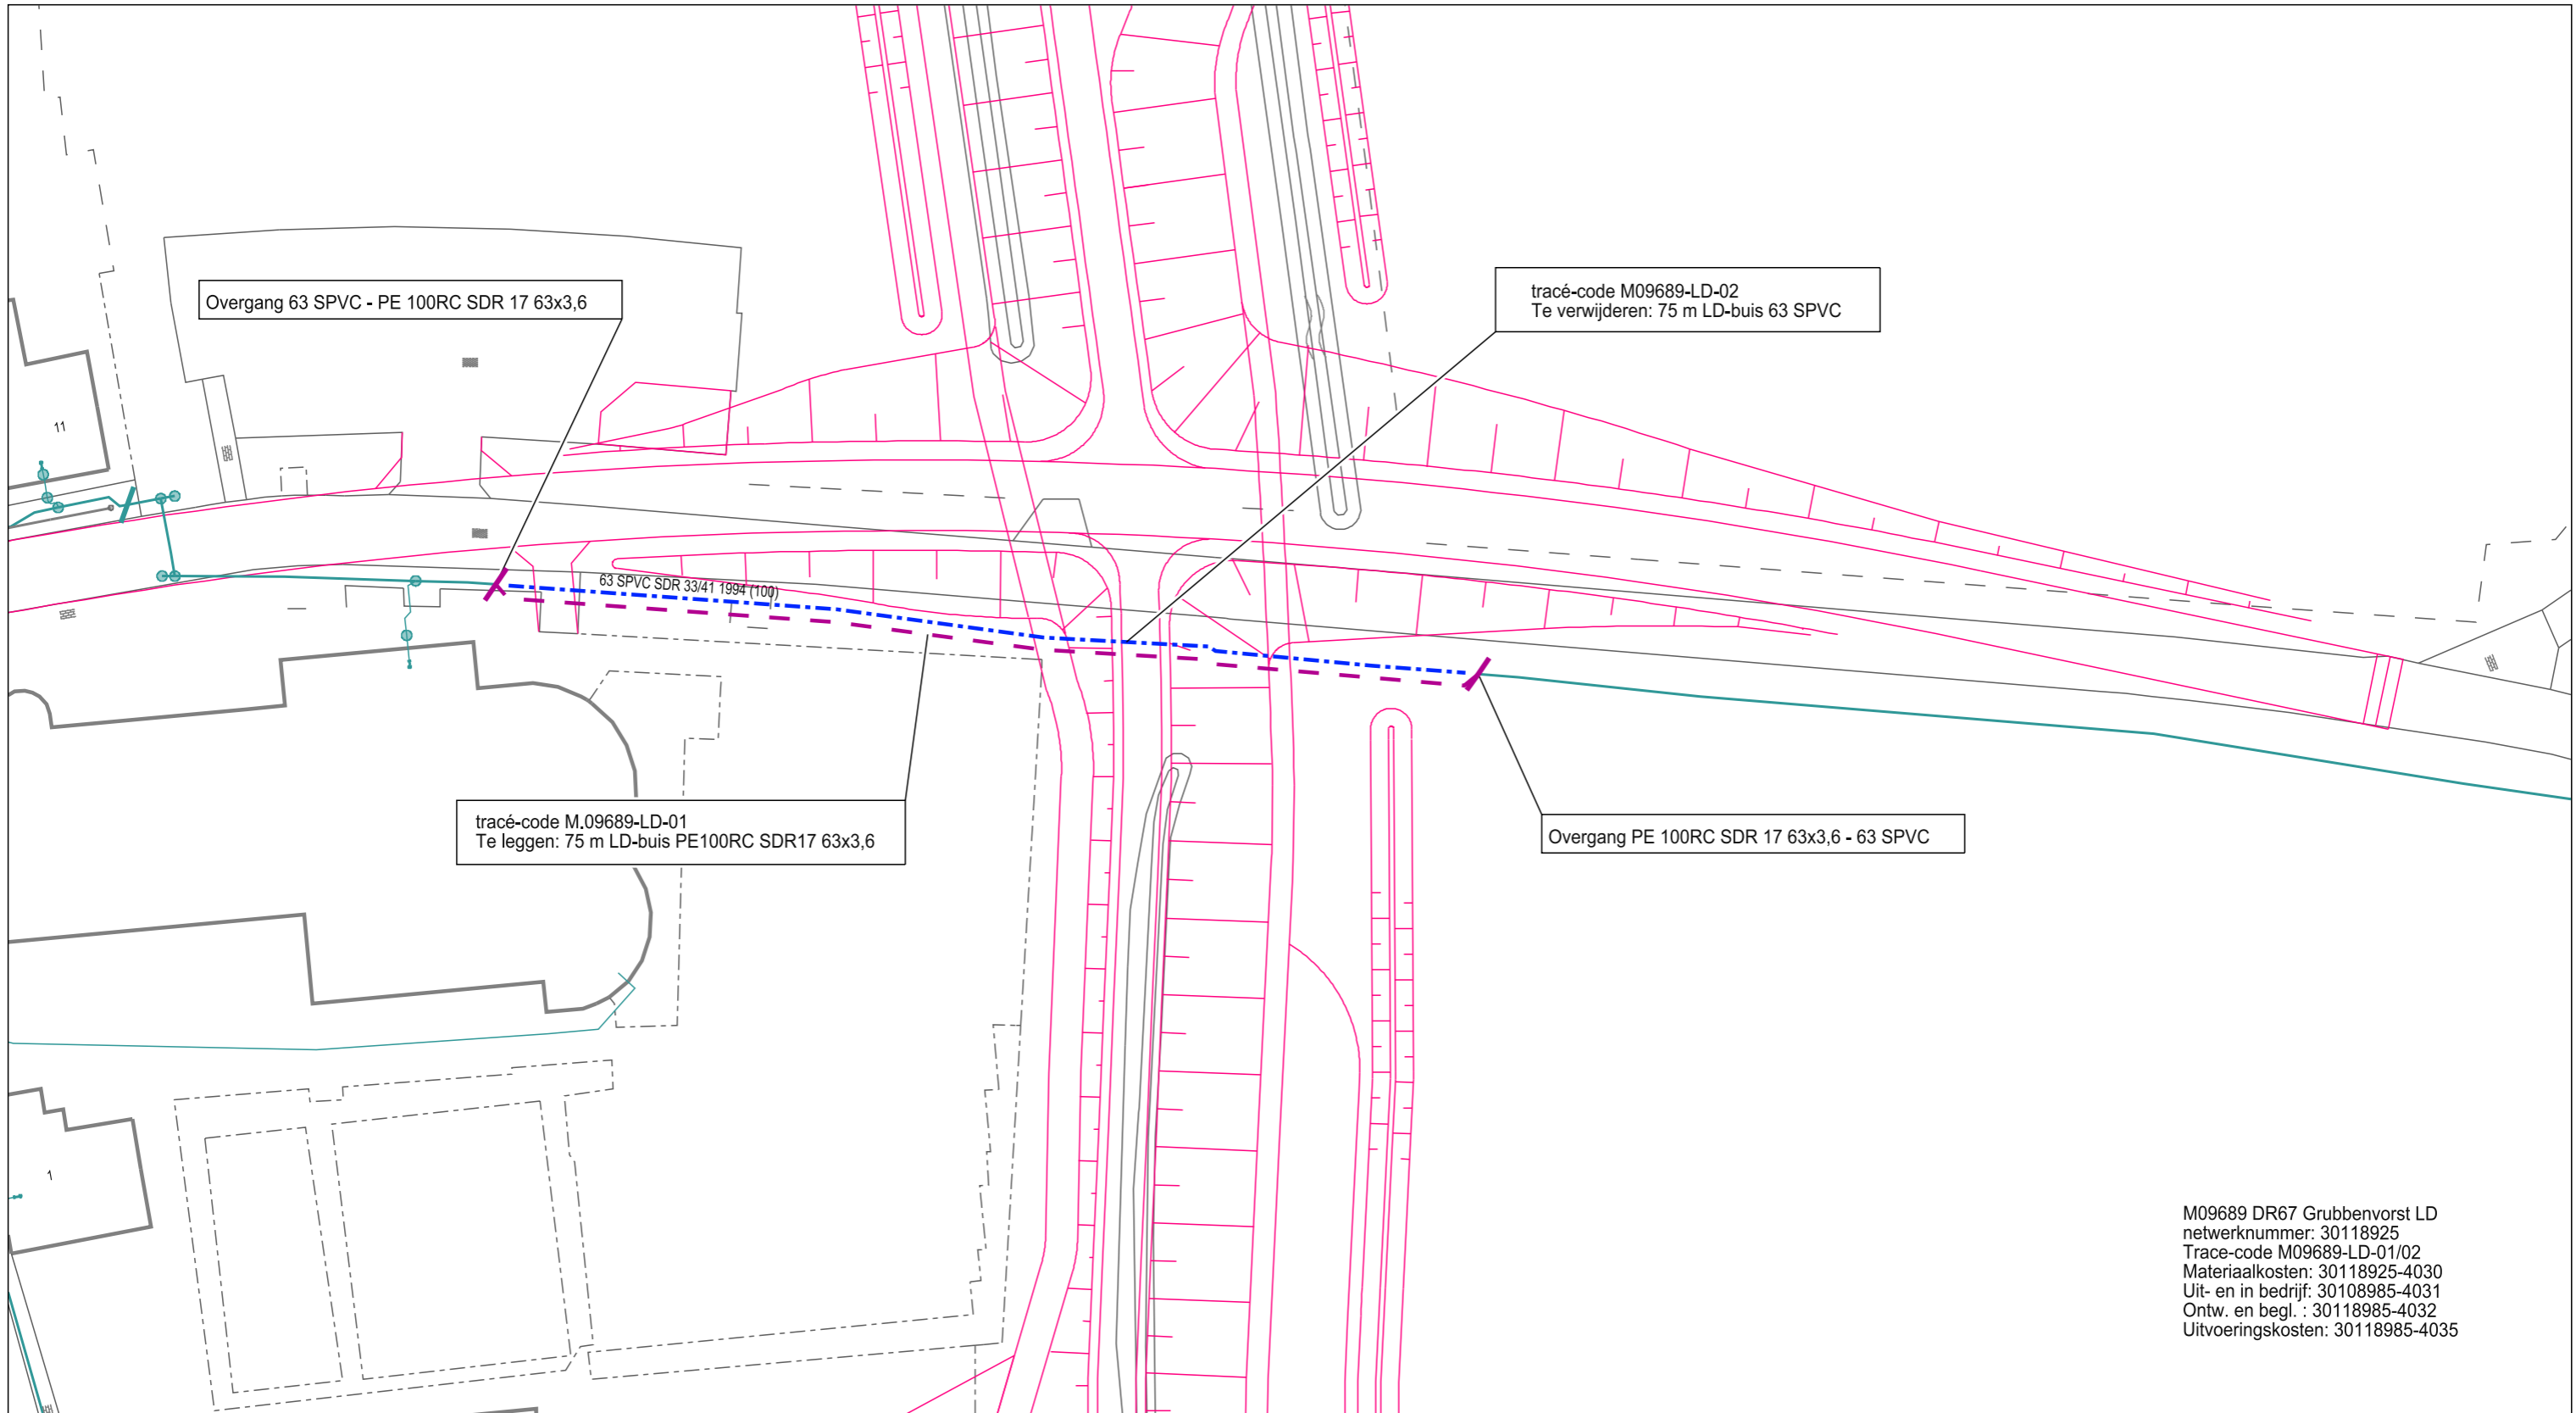 Overgang 63 SPVC - PE 100RC SDR 17 63x3,6
tracé-code M09689-LD-02
Te verwijderen: 75 m LD-buis 63 SPVC
11
63 SPVC SDR 33/41 1994 (100)
tracé-code M.09689-LD-01
Te leggen: 75 m LD-buis PE100RC SDR17 63x3,6
Overgang PE 100RC SDR 17 63x3,6 - 63 SPVC
1
M09689 DR67 Grubbenvorst LD
netwerknummer: 30118925
Trace-code M09689-LD-01/02
Materiaalkosten: 30118925-4030
Uit- en in bedrijf: 30108985-4031
Ontw. en begl. : 30118985-4032
Uitvoeringskosten: 30118985-4035